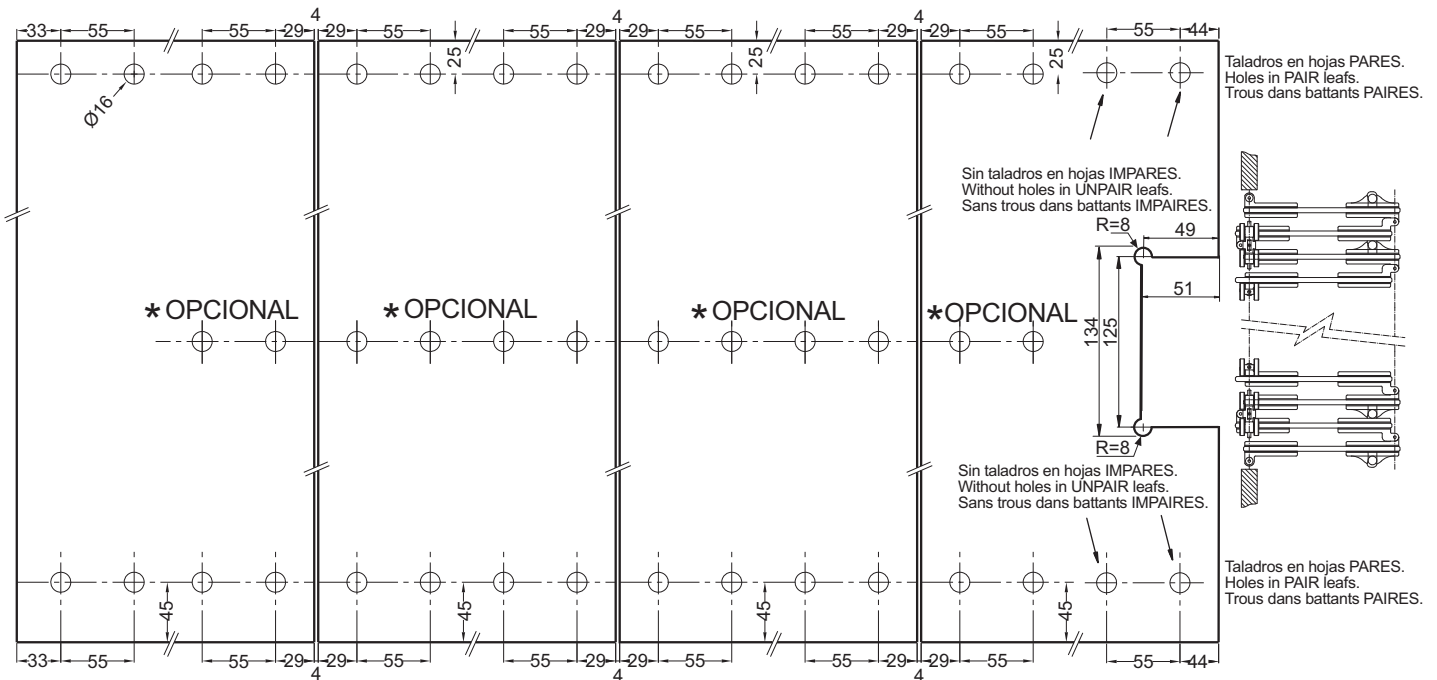 4 4 4
33 55 55 29 29 55 55 29 29 55 55 29 29 55 55 44
25 25 25 25
Ø16
Taladros en hojas PARES.
Holes in PAIR leafs.
Trous dans battants PAIRES.
Sin taladros en hojas IMPARES.
Without holes in UNPAIR leafs.
Sans trous dans battants IMPAIRES.
R=8
49
51
* OPCIONAL * OPCIONAL * OPCIONAL *OPCIONAL
134
125
R=8
Sin taladros en hojas IMPARES.
Without holes in UNPAIR leafs.
Sans trous dans battants IMPAIRES.
Taladros en hojas PARES.
Holes in PAIR leafs.
Trous dans battants PAIRES.
45 45 45 45
33 55 55 29 29 55 55 29 29 55 55 29 29 55 55 44
4 4 4